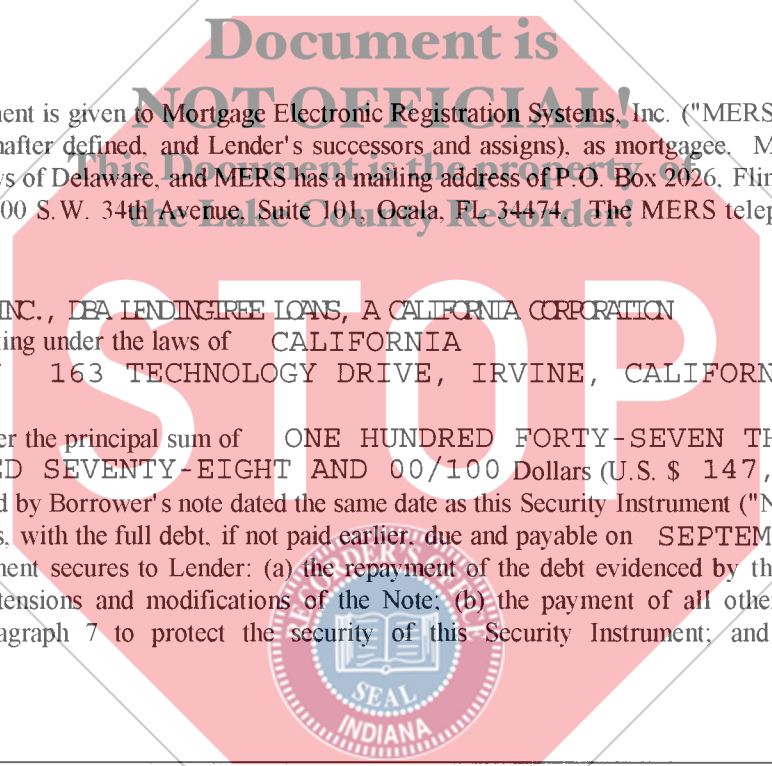 Document is
NOT OFFICIAL!
This Document is the property of
the Lake County Recorder!
STOP
ment is given to Mortgage Electronic Registration Systems, Inc. ("MERS
nafter defined, and Lender's successors and assigns), as mortgagee. M
ws of Delaware, and MERS has a mailing address of P.O. Box 2026, Flin
00 S.W. 34th Avenue, Suite 101, Ocala, FL 34474. The MERS telep
INC., DBA LENDINGTREE LOANS, A CALIFORNIA CORPORATION
ting under the laws of CALIFORNIA
163 TECHNOLOGY DRIVE, IRVINE, CALIFORN
er the principal sum of ONE HUNDRED FORTY-SEVEN TH
ED SEVENTY-EIGHT AND 00/100 Dollars (U.S. $ 147,
d by Borrower's note dated the same date as this Security Instrument ("N
s, with the full debt, if not paid earlier, due and payable on SEPTEM
ment secures to Lender: (a) the repayment of the debt evidenced by th
tensions and modifications of the Note; (b) the payment of all othe
agraph 7 to protect the security of this Security Instrument; and
RECORDER'S OFFICE
SEAL
INDIANA